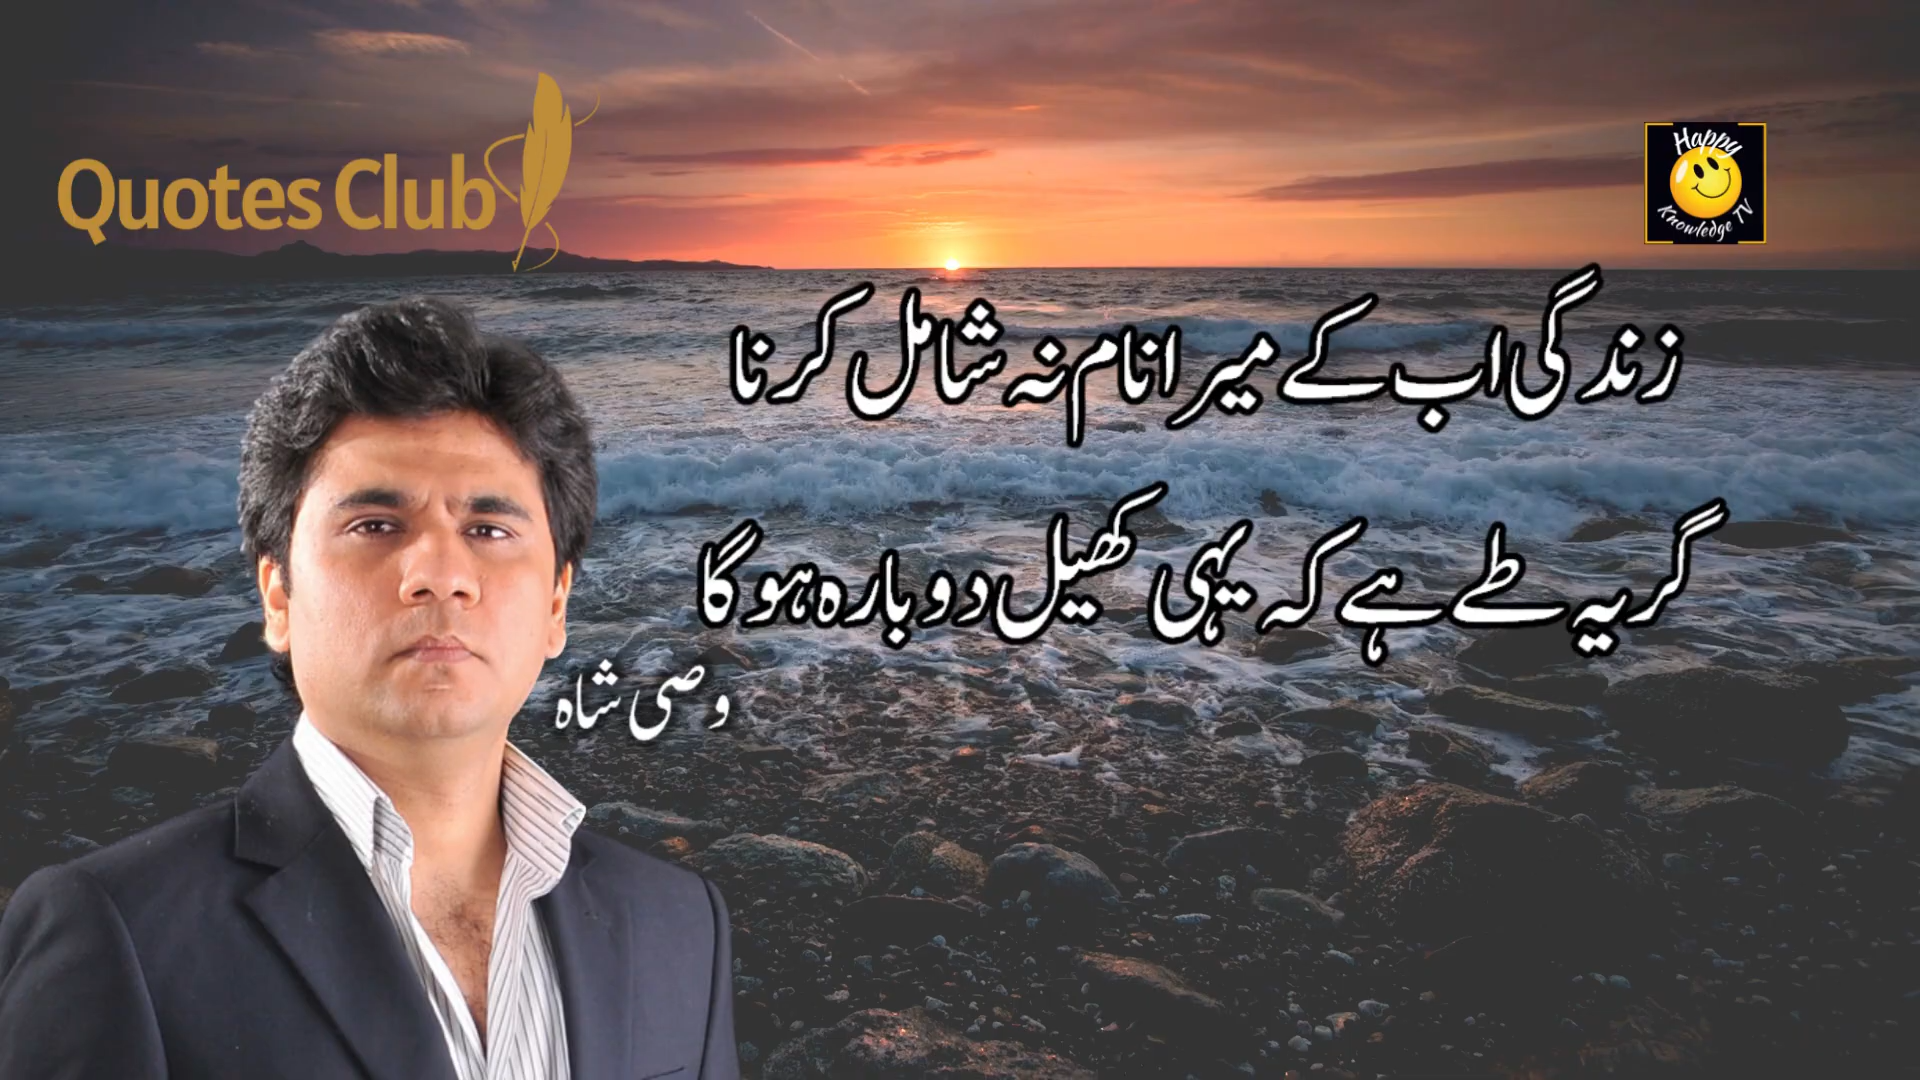 Quotes Club
Happy
Knowledge TV
زندگی اب کے میرا نام نہ شامل کرنا
گر یہ طے ہے کہ یہی کھیل دوبارہ ہوگا
وصی شاہ